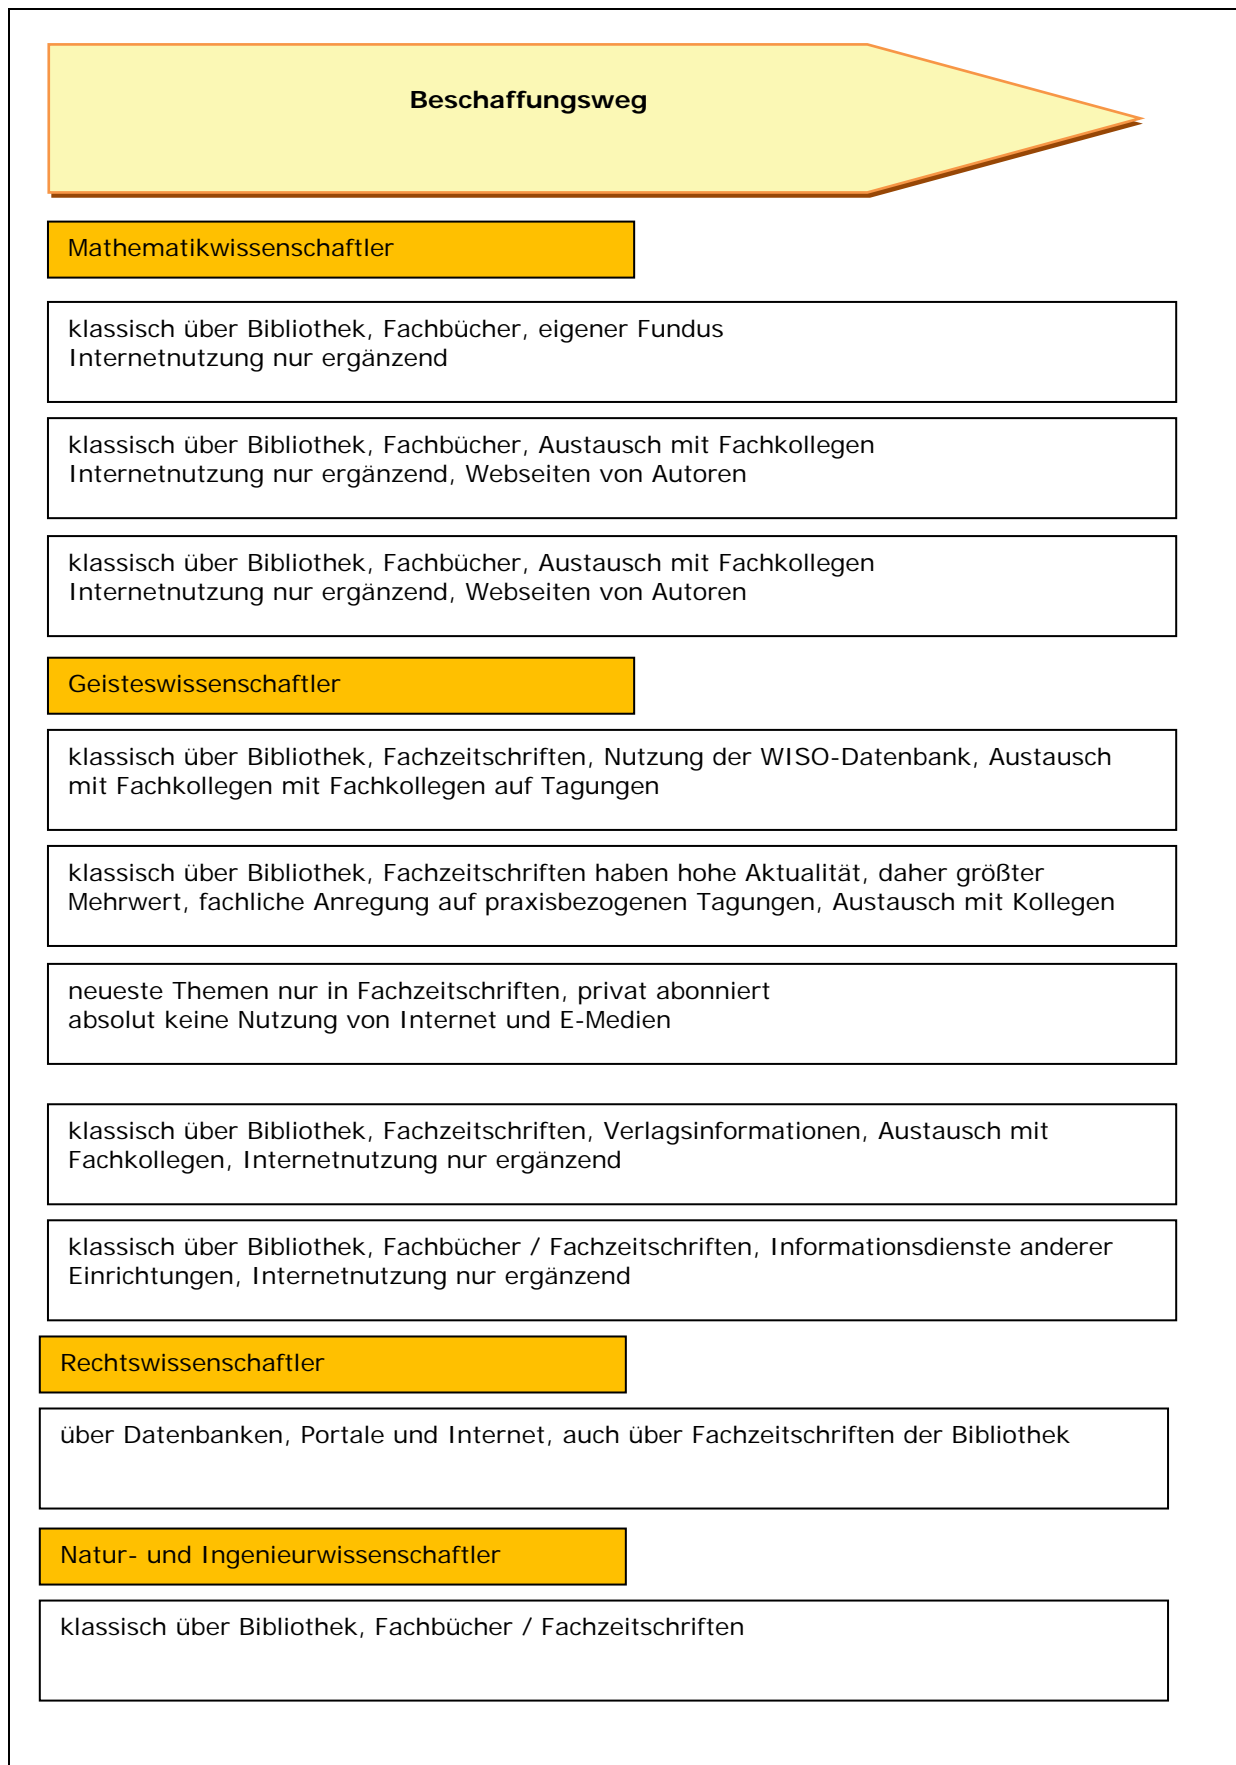 Beschaffungsweg
Mathematikwissenschaftler
klassisch über Bibliothek, Fachbücher, eigener Fundus
Internetnutzung nur ergänzend
klassisch über Bibliothek, Fachbücher, Austausch mit Fachkollegen
Internetnutzung nur ergänzend, Webseiten von Autoren
klassisch über Bibliothek, Fachbücher, Austausch mit Fachkollegen
Internetnutzung nur ergänzend, Webseiten von Autoren
Geisteswissenschaftler
klassisch über Bibliothek, Fachzeitschriften, Nutzung der WISO-Datenbank, Austausch
mit Fachkollegen mit Fachkollegen auf Tagungen
klassisch über Bibliothek, Fachzeitschriften haben hohe Aktualität, daher größter
Mehrwert, fachliche Anregung auf praxisbezogenen Tagungen, Austausch mit Kollegen
neueste Themen nur in Fachzeitschriften, privat abonniert
absolut keine Nutzung von Internet und E-Medien
klassisch über Bibliothek, Fachzeitschriften, Verlagsinformationen, Austausch mit
Fachkollegen, Internetnutzung nur ergänzend
klassisch über Bibliothek, Fachbücher / Fachzeitschriften, Informationsdienste anderer
Einrichtungen, Internetnutzung nur ergänzend
Rechtswissenschaftler
über Datenbanken, Portale und Internet, auch über Fachzeitschriften der Bibliothek
Natur- und Ingenieurwissenschaftler
klassisch über Bibliothek, Fachbücher / Fachzeitschriften